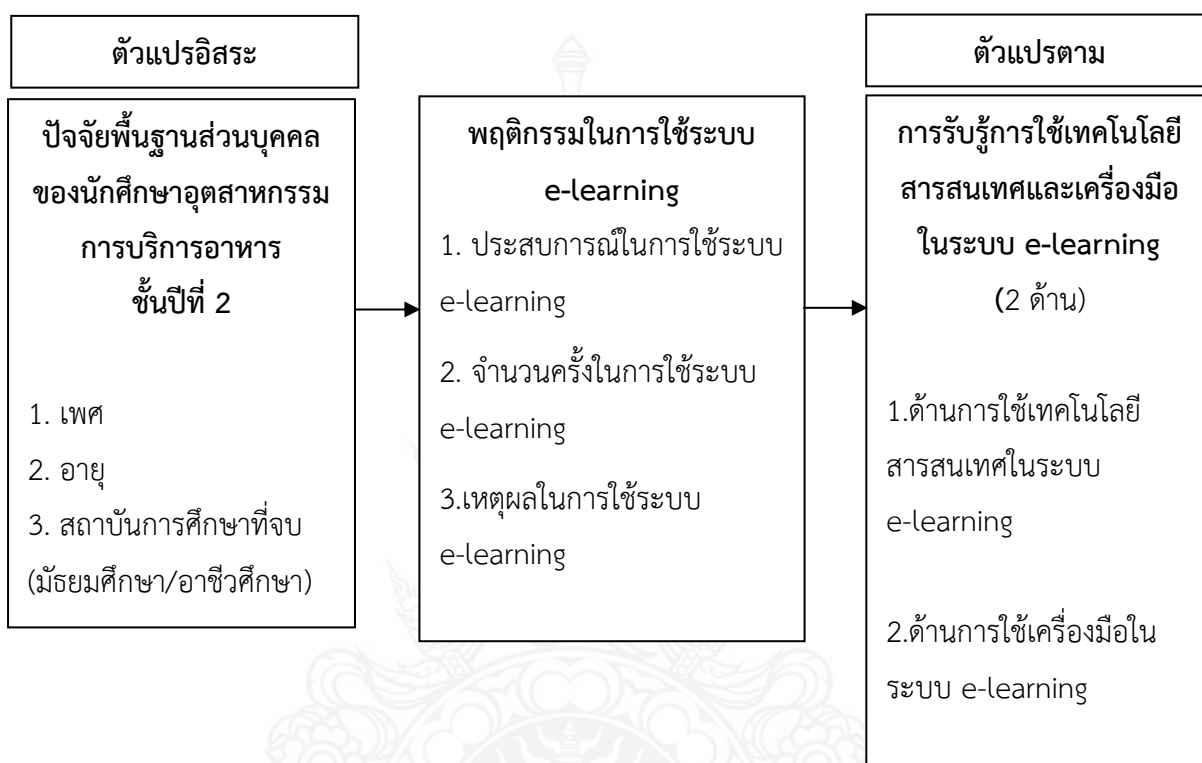 ตัวแปรอิสระ
ปัจจัยพื้นฐานส่วนบุคคล
ของนักศึกษาอุตสาหกรรม
การบริการอาหาร
ชั้นปีที่ 2
1. เพศ
2. อายุ
3. สถาบันการศึกษาที่จบ
(มัธยมศึกษา/อาชีวศึกษา)
พฤติกรรมในการใช้ระบบ
e-learning
1. ประสบการณ์ในการใช้ระบบ
e-learning
2. จำนวนครั้งในการใช้ระบบ
e-learning
3.เหตุผลในการใช้ระบบ
e-learning
ตัวแปรตาม
การรับรู้การใช้เทคโนโลยี
สารสนเทศและเครื่องมือ
ในระบบ e-learning
(2 ด้าน)
1.ด้านการใช้เทคโนโลยี
สารสนเทศในระบบ
e-learning
2.ด้านการใช้เครื่องมือใน
ระบบ e-learning